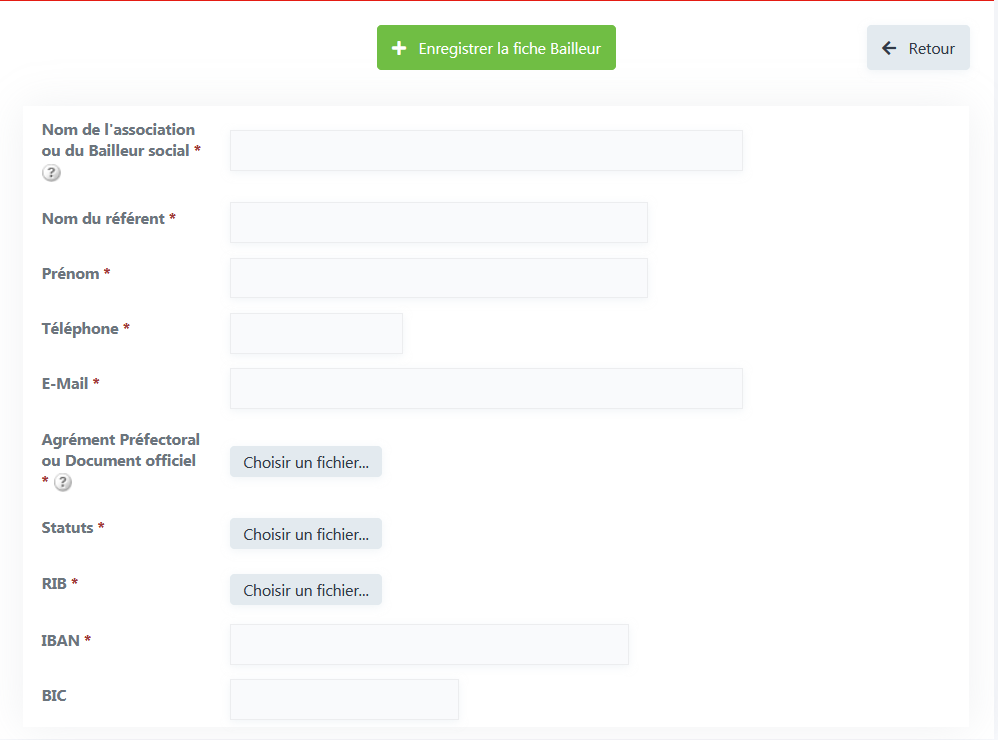 Enregistrer la fiche Bailleur
Retour
Nom de l'association
ou du Bailleur social *
?
Nom du référent *
Prénom *
Téléphone *
E-Mail *
Agrément Préfectoral
ou Document officiel
* ?
Choisir un fichier...
Statuts *
Choisir un fichier...
RIB *
Choisir un fichier...
IBAN *
BIC